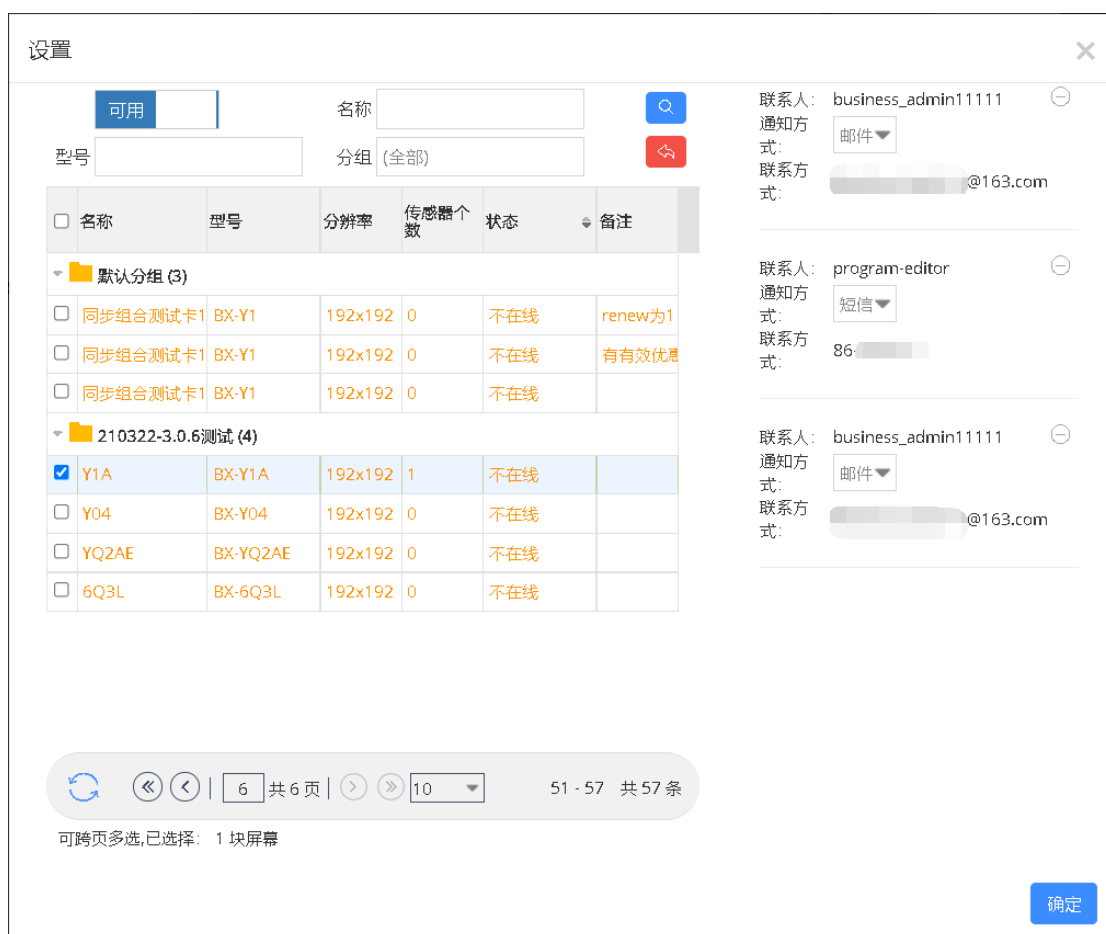 设置
可用
名称
型号
分组 (全部)
名称 型号 分辨率 传感器个数 状态 备注
默认分组 (3)
同步组合测试卡1 BX-Y1 192x192 0 不在线 renew为1
同步组合测试卡1 BX-Y1 192x192 0 不在线 有有效优惠
同步组合测试卡1 BX-Y1 192x192 0 不在线
210322-3.0.6测试 (4)
Y1A BX-Y1A 192x192 1 不在线
Y04 BX-Y04 192x192 0 不在线
YQ2AE BX-YQ2AE 192x192 0 不在线
6Q3L BX-6Q3L 192x192 0 不在线
6 共 6 页 10 51 - 57 共 57 条
可跨页多选,已选择: 1 块屏幕
联系人: business_admin11111
通知方式: 邮件
联系方式: @163.com
联系人: program-editor
通知方式: 短信
联系方式: 86-
联系人: business_admin11111
通知方式: 邮件
联系方式: @163.com
确定